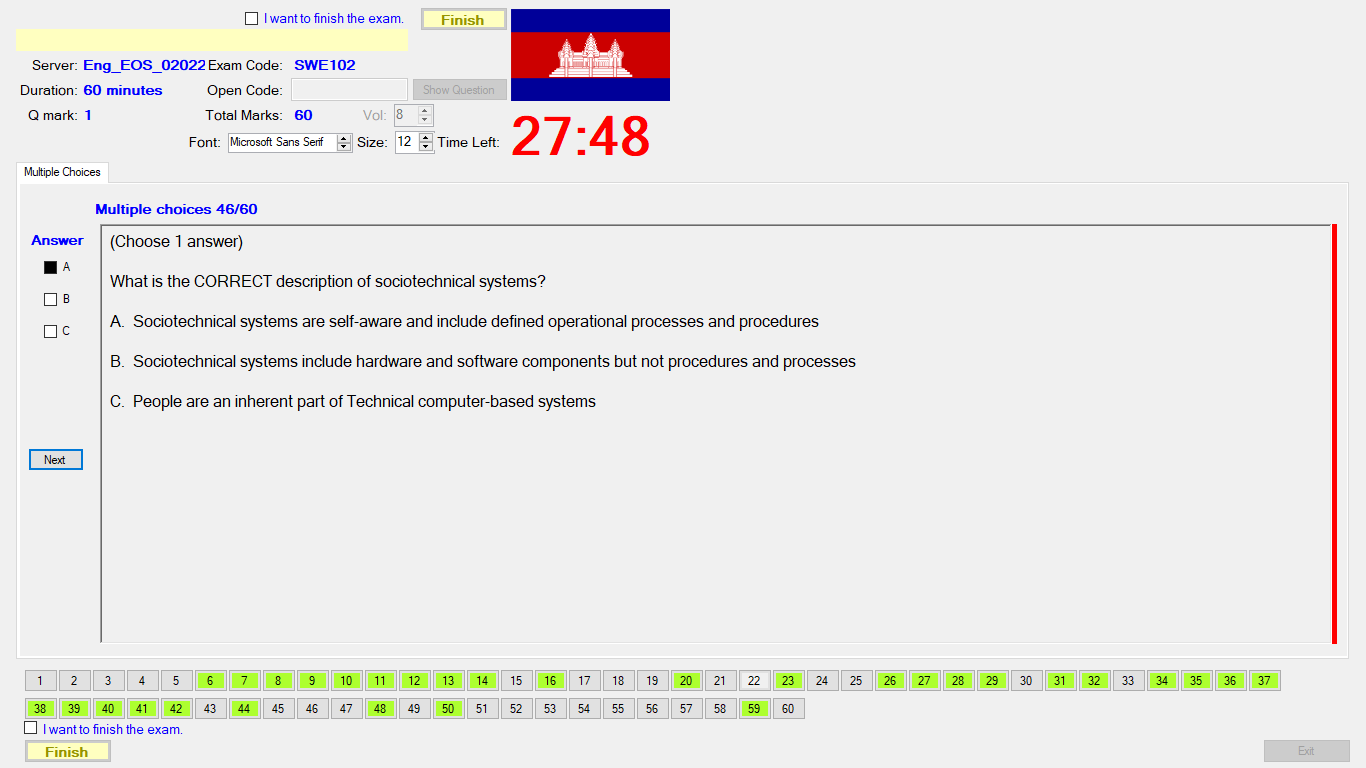 I want to finish the exam.
Finish
Server: Eng_EOS_02022 Exam Code: SWE102
Duration: 60 minutes Open Code: Show Question
Q mark: 1 Total Marks: 60 Vol: 8
Font: Microsoft Sans Serif Size: 12 Time Left: 27:48
Multiple Choices
Multiple choices 46/60
Answer
A
B
C
Next
(Choose 1 answer)
What is the CORRECT description of sociotechnical systems?
A. Sociotechnical systems are self-aware and include defined operational processes and procedures
B. Sociotechnical systems include hardware and software components but not procedures and processes
C. People are an inherent part of Technical computer-based systems
1 2 3 4 5 6 7 8 9 10 11 12 13 14 15 16 17 18 19 20 21 22 23 24 25 26 27 28 29 30 31 32 33 34 35 36 37
38 39 40 41 42 43 44 45 46 47 48 49 50 51 52 53 54 55 56 57 58 59 60
I want to finish the exam.
Finish
Exit